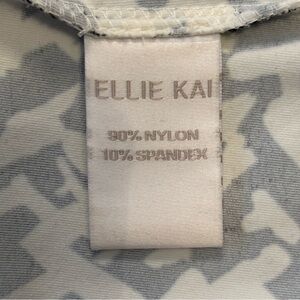 ELLIE KAI
90% NYLON
10% SPANDEX